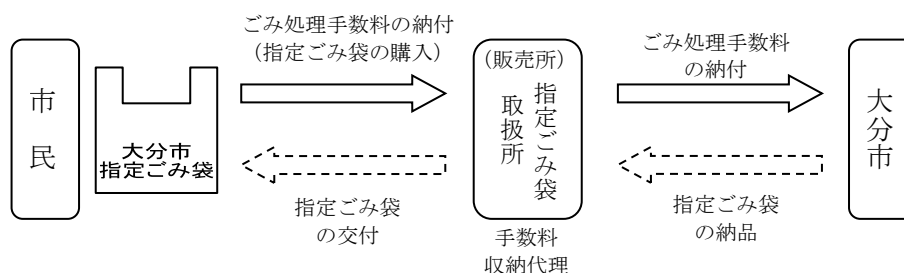 市民
大分市
指定ごみ袋
ごみ処理手数料の納付
(指定ごみ袋の購入)
指定ごみ袋
の交付
(販売所)
指定ごみ袋
取扱所
手数料
収納代理
ごみ処理手数料
の納付
指定ごみ袋
の納品
大分市